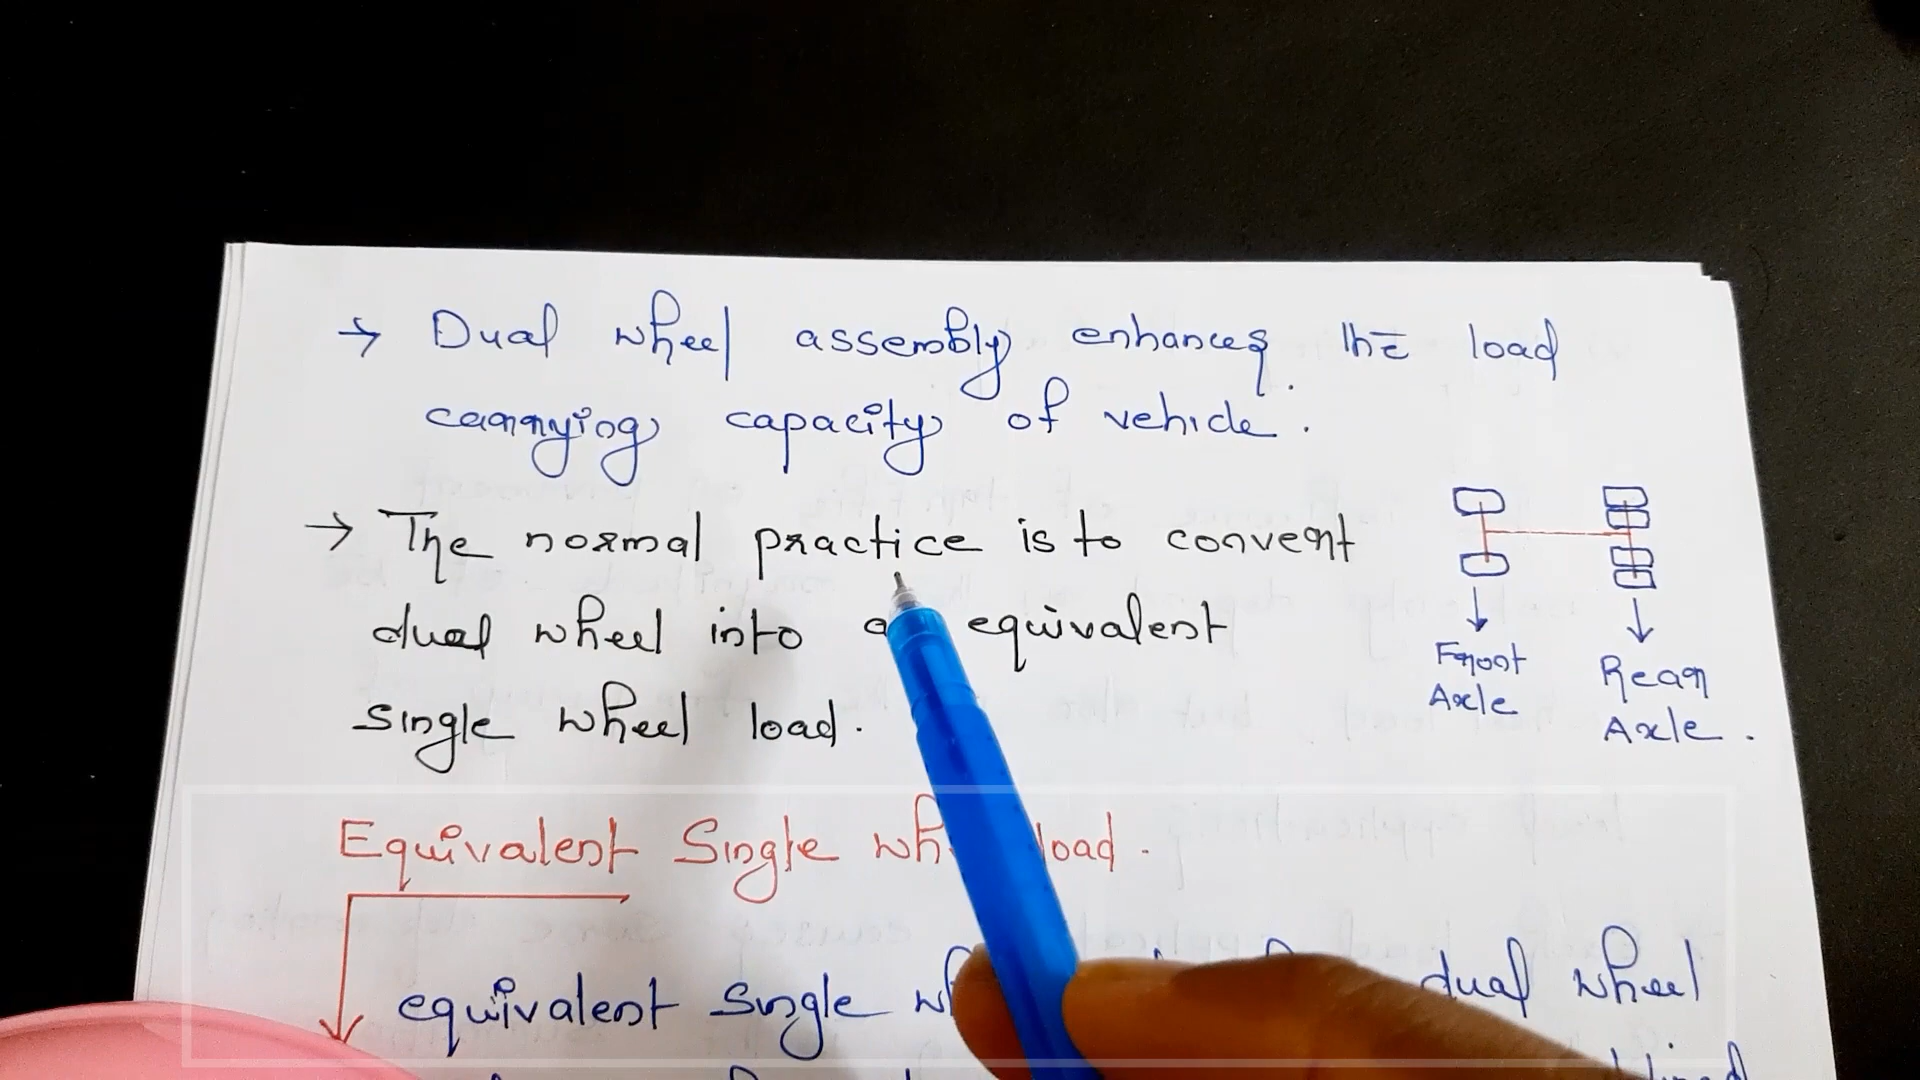 → Dual wheel assembly enhances the load
carrying capacity of vehicle.
→ The normal practice is to convert
dual wheel into a equivalent
single wheel load.
Front
Axle
Rear
Axle.
Equivalent Single load.
equivalent single dual wheel